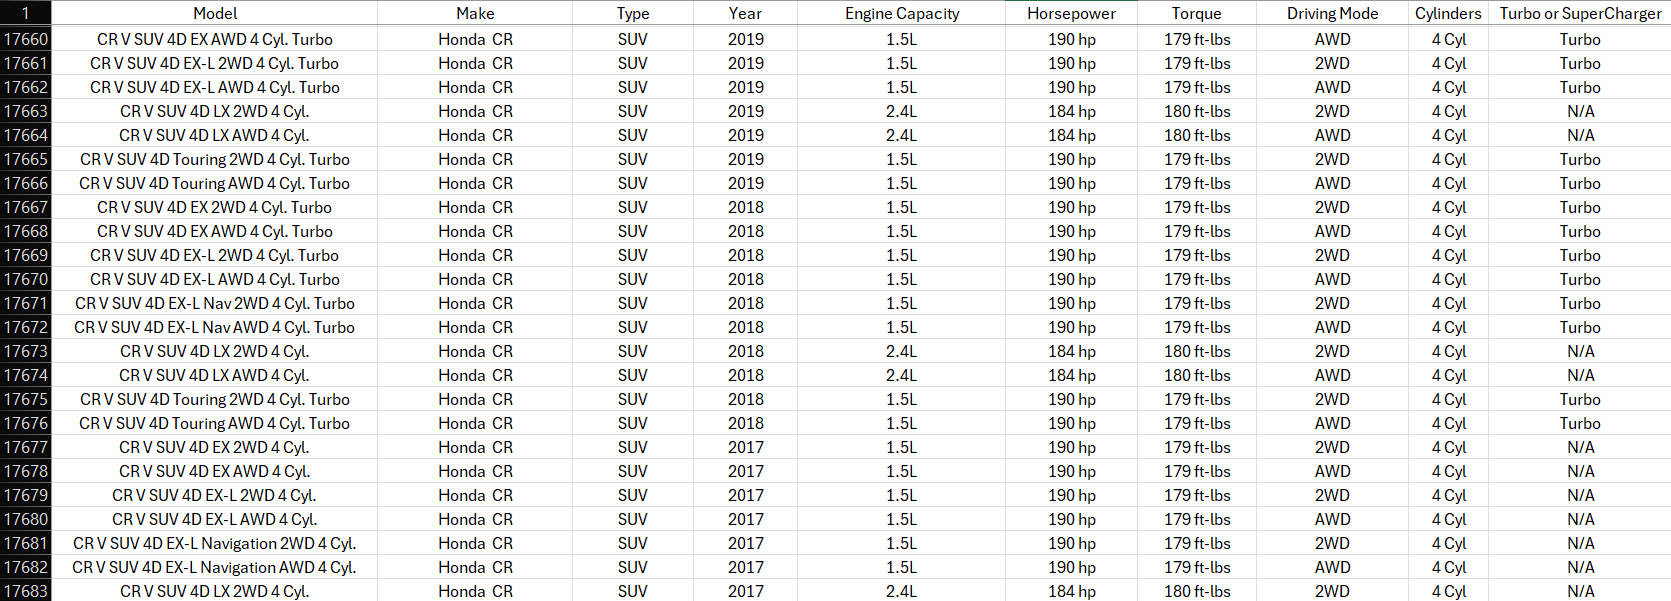 1 Model Make Type Year Engine Capacity Horsepower Torque Driving Mode Cylinders Turbo or SuperCharger
17660 CR V SUV 4D EX AWD 4 Cyl. Turbo Honda CR SUV 2019 1.5L 190 hp 179 ft-lbs AWD 4 Cyl Turbo
17661 CR V SUV 4D EX-L 2WD 4 Cyl. Turbo Honda CR SUV 2019 1.5L 190 hp 179 ft-lbs 2WD 4 Cyl Turbo
17662 CR V SUV 4D EX-L AWD 4 Cyl. Turbo Honda CR SUV 2019 1.5L 190 hp 179 ft-lbs AWD 4 Cyl Turbo
17663 CR V SUV 4D LX 2WD 4 Cyl. Honda CR SUV 2019 2.4L 184 hp 180 ft-lbs 2WD 4 Cyl N/A
17664 CR V SUV 4D LX AWD 4 Cyl. Honda CR SUV 2019 2.4L 184 hp 180 ft-lbs AWD 4 Cyl N/A
17665 CR V SUV 4D Touring 2WD 4 Cyl. Turbo Honda CR SUV 2019 1.5L 190 hp 179 ft-lbs 2WD 4 Cyl Turbo
17666 CR V SUV 4D Touring AWD 4 Cyl. Turbo Honda CR SUV 2019 1.5L 190 hp 179 ft-lbs AWD 4 Cyl Turbo
17667 CR V SUV 4D EX 2WD 4 Cyl. Turbo Honda CR SUV 2018 1.5L 190 hp 179 ft-lbs 2WD 4 Cyl Turbo
17668 CR V SUV 4D EX AWD 4 Cyl. Turbo Honda CR SUV 2018 1.5L 190 hp 179 ft-lbs AWD 4 Cyl Turbo
17669 CR V SUV 4D EX-L 2WD 4 Cyl. Turbo Honda CR SUV 2018 1.5L 190 hp 179 ft-lbs 2WD 4 Cyl Turbo
17670 CR V SUV 4D EX-L AWD 4 Cyl. Turbo Honda CR SUV 2018 1.5L 190 hp 179 ft-lbs AWD 4 Cyl Turbo
17671 CR V SUV 4D EX-L Nav 2WD 4 Cyl. Turbo Honda CR SUV 2018 1.5L 190 hp 179 ft-lbs 2WD 4 Cyl Turbo
17672 CR V SUV 4D EX-L Nav AWD 4 Cyl. Turbo Honda CR SUV 2018 1.5L 190 hp 179 ft-lbs AWD 4 Cyl Turbo
17673 CR V SUV 4D LX 2WD 4 Cyl. Honda CR SUV 2018 2.4L 184 hp 180 ft-lbs 2WD 4 Cyl N/A
17674 CR V SUV 4D LX AWD 4 Cyl. Honda CR SUV 2018 2.4L 184 hp 180 ft-lbs AWD 4 Cyl N/A
17675 CR V SUV 4D Touring 2WD 4 Cyl. Turbo Honda CR SUV 2018 1.5L 190 hp 179 ft-lbs 2WD 4 Cyl Turbo
17676 CR V SUV 4D Touring AWD 4 Cyl. Turbo Honda CR SUV 2018 1.5L 190 hp 179 ft-lbs AWD 4 Cyl Turbo
17677 CR V SUV 4D EX 2WD 4 Cyl. Honda CR SUV 2017 1.5L 190 hp 179 ft-lbs 2WD 4 Cyl N/A
17678 CR V SUV 4D EX AWD 4 Cyl. Honda CR SUV 2017 1.5L 190 hp 179 ft-lbs AWD 4 Cyl N/A
17679 CR V SUV 4D EX-L 2WD 4 Cyl. Honda CR SUV 2017 1.5L 190 hp 179 ft-lbs 2WD 4 Cyl N/A
17680 CR V SUV 4D EX-L AWD 4 Cyl. Honda CR SUV 2017 1.5L 190 hp 179 ft-lbs AWD 4 Cyl N/A
17681 CR V SUV 4D EX-L Navigation 2WD 4 Cyl. Honda CR SUV 2017 1.5L 190 hp 179 ft-lbs 2WD 4 Cyl N/A
17682 CR V SUV 4D EX-L Navigation AWD 4 Cyl. Honda CR SUV 2017 1.5L 190 hp 179 ft-lbs AWD 4 Cyl N/A
17683 CR V SUV 4D LX 2WD 4 Cyl. Honda CR SUV 2017 2.4L 184 hp 180 ft-lbs 2WD 4 Cyl N/A